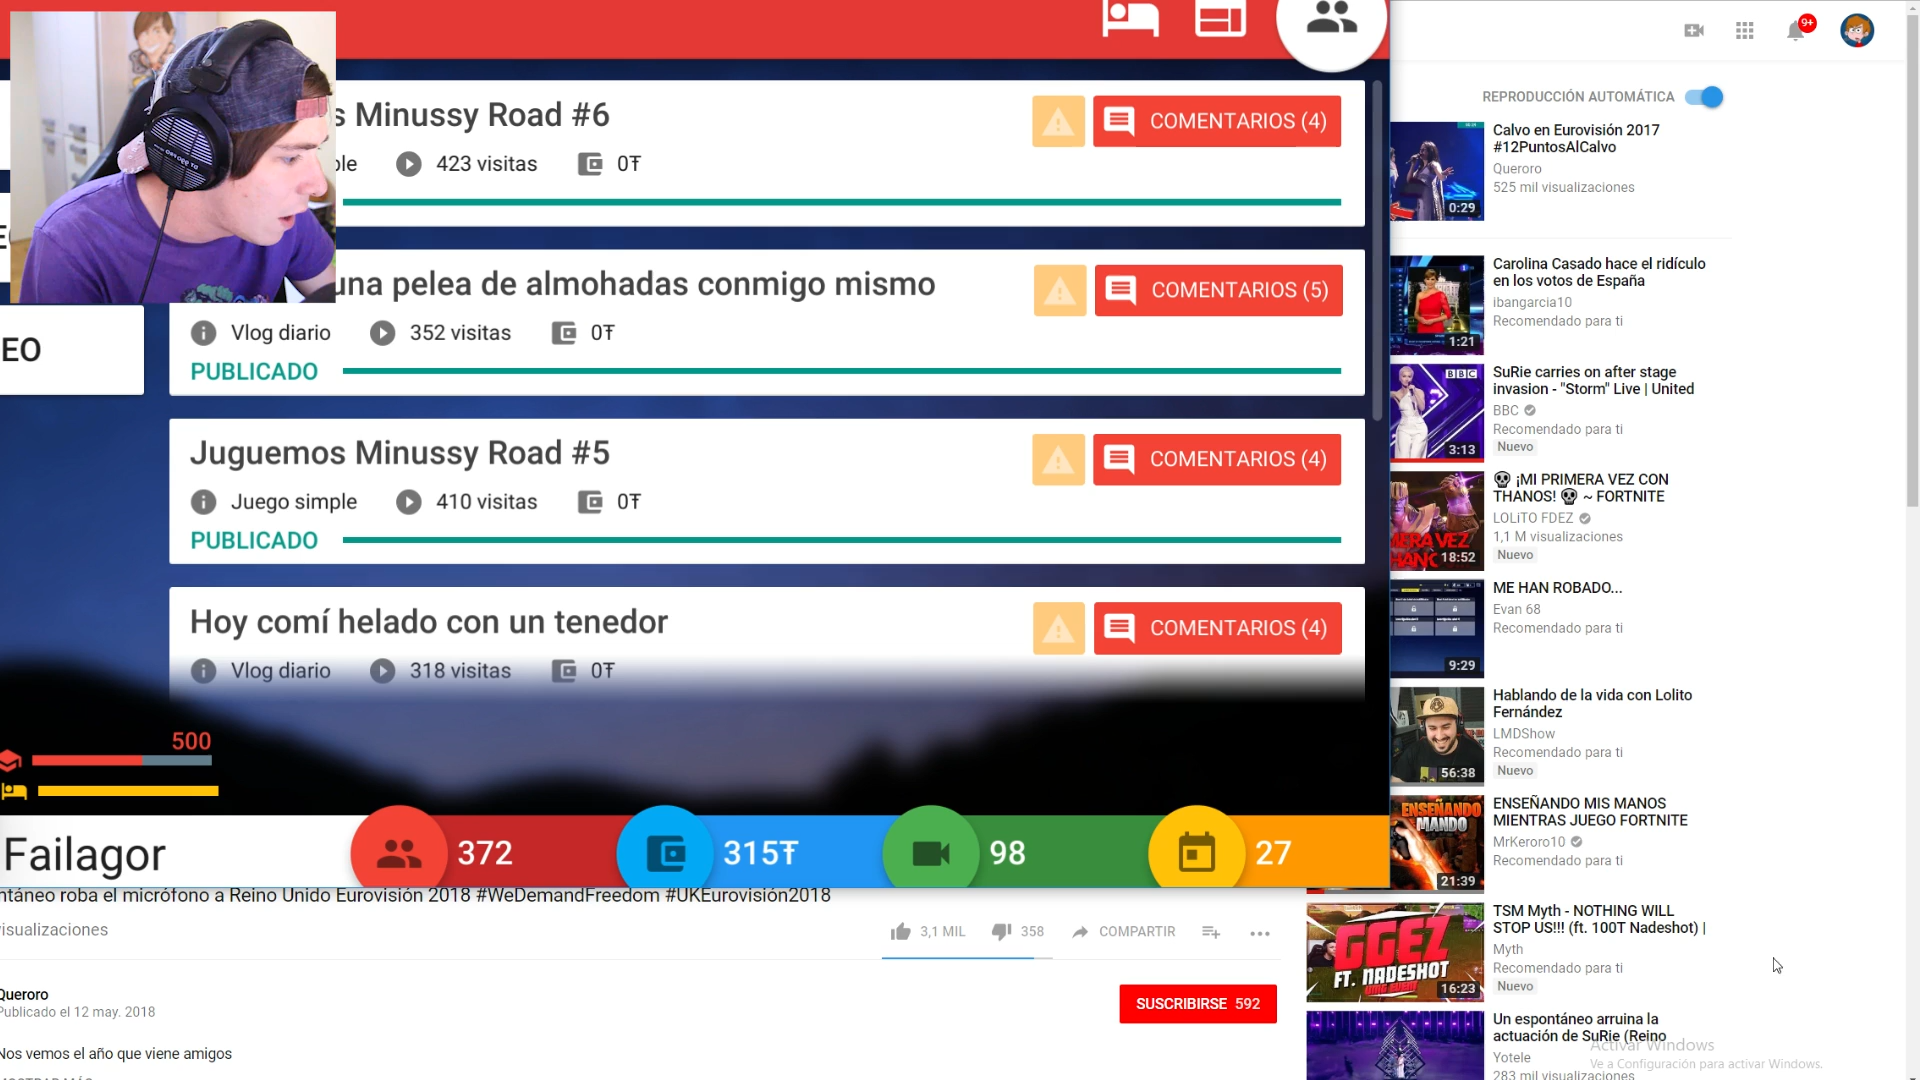 s Minussy Road #6
COMENTARIOS (4)
ple
423 visitas
0Ŧ
una pelea de almohadas conmigo mismo
COMENTARIOS (5)
Vlog diario
352 visitas
0Ŧ
PUBLICADO
EO
Juguemos Minussy Road #5
COMENTARIOS (4)
Juego simple
410 visitas
0Ŧ
PUBLICADO
Hoy comí helado con un tenedor
COMENTARIOS (4)
Vlog diario
318 visitas
0Ŧ
500
Failagor
372
315Ŧ
98
27
ntáneo roba el micrófono a Reino Unido Eurovisión 2018 #WeDemandFreedom #UKEurovisión2018
isualizaciones
3,1 MIL
358
COMPARTIR
Queroro
Publicado el 12 may. 2018
SUSCRIBIRSE 592
Nos vemos el año que viene amigos
9+
REPRODUCCIÓN AUTOMÁTICA
Calvo en Eurovisión 2017
#12PuntosAlCalvo
Queroro
525 mil visualizaciones
0:29
Carolina Casado hace el ridículo
en los votos de España
ibangarcia10
Recomendado para ti
1:21
SuRie carries on after stage
invasion - "Storm" Live | United
BBC
Recomendado para ti
Nuevo
BBC
3:13
💀 ¡MI PRIMERA VEZ CON
THANOS! 💀 ~ FORTNITE
LOLiTO FDEZ
1,1 M visualizaciones
Nuevo
18:52
ME HAN ROBADO...
Evan 68
Recomendado para ti
9:29
Hablando de la vida con Lolito
Fernández
LMDShow
Recomendado para ti
Nuevo
56:38
ENSEÑANDO MIS MANOS
MIENTRAS JUEGO FORTNITE
MrKeroro10
Recomendado para ti
ENSEÑANDO
MANDO
21:39
TSM Myth - NOTHING WILL
STOP US!!! (ft. 100T Nadeshot) |
Myth
Recomendado para ti
Nuevo
GGEZ
FT. NADESHOT
16:23
Un espontáneo arruina la
actuación de SuRie (Reino
Yotele
283 mil visualizaciones
Activar Windows
Ve a Configuración para activar Windows.